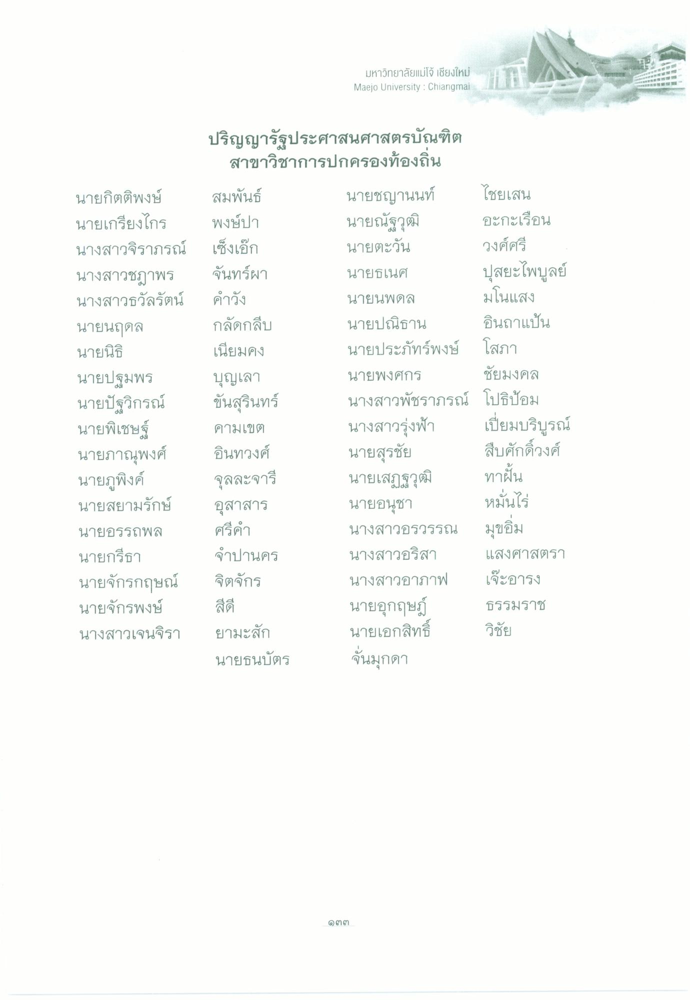 มหาวิทยาลัยแม่โจ้ เชียงใหม่
Maejo University : Chiangmai
ปริญญารัฐประศาสนศาสตรบัณฑิต
สาขาวิชาการปกครองท้องถิ่น
นายกิตติพงษ์ สมพันธ์ นายชญานนท์ ไชยเสน
นายเกรียงไกร พงษ์ปา นายณัฐวุฒิ อะกะเรือน
นางสาวจิราภรณ์ เซ็งเอ๊ก นายตะวัน วงศ์ศรี
นางสาวชฎาพร จันทร์ผา นายธเนศ ปุสยะไพบูลย์
นางสาวธวัลรัตน์ คำวัง นายนพดล มโนแสง
นายนฤดล กลัดกลีบ นายปณิธาน อินถาแป้น
นายนิธิ เนียมคง นายประภัทร์พงษ์ โสภา
นายปฐมพร บุญเลา นายพงศกร ชัยมงคล
นายปัฐวิกรณ์ ขันสุรินทร์ นางสาวพัชราภรณ์ โปธิป้อม
นายพิเชษฐ์ คามเขต นางสาวรุ่งฟ้า เปี่ยมบริบูรณ์
นายภาณุพงศ์ อินทวงศ์ นายสุรชัย สืบศักดิ์วงศ์
นายภูพิงค์ จุลละจารี นายเสฏฐวุฒิ ทาฝั้น
นายสยามรักษ์ อุสาสาร นายอนุชา หมั่นไร่
นายอรรถพล ศรีคำ นางสาวอรวรรณ มุขอิ่ม
นายกรีธา จำปานคร นางสาวอริสา แสงศาสตรา
นายจักรกฤษณ์ จิตจักร นางสาวอาภาฟ เจ๊ะอารง
นายจักรพงษ์ สีดี นายอุกฤษฎ์ ธรรมราช
นางสาวเจนจิรา ยามะสัก นายเอกสิทธิ์ วิชัย
นายธนบัตร จั่นมุกดา
๑๓๓